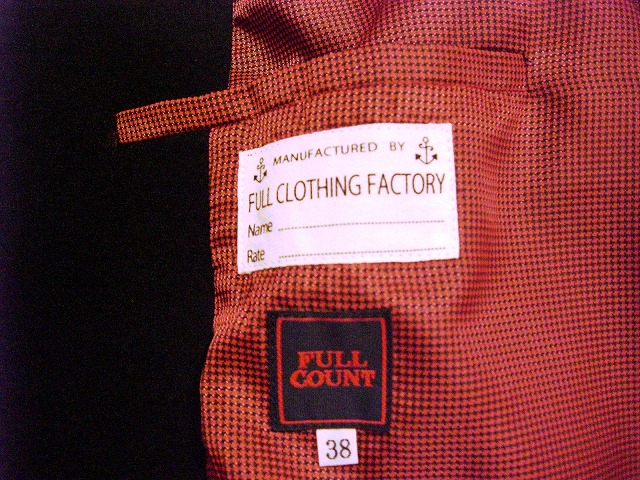 MANUFACTURED BY
FULL CLOTHING FACTORY
Name
Rate
FULL
COUNT
38